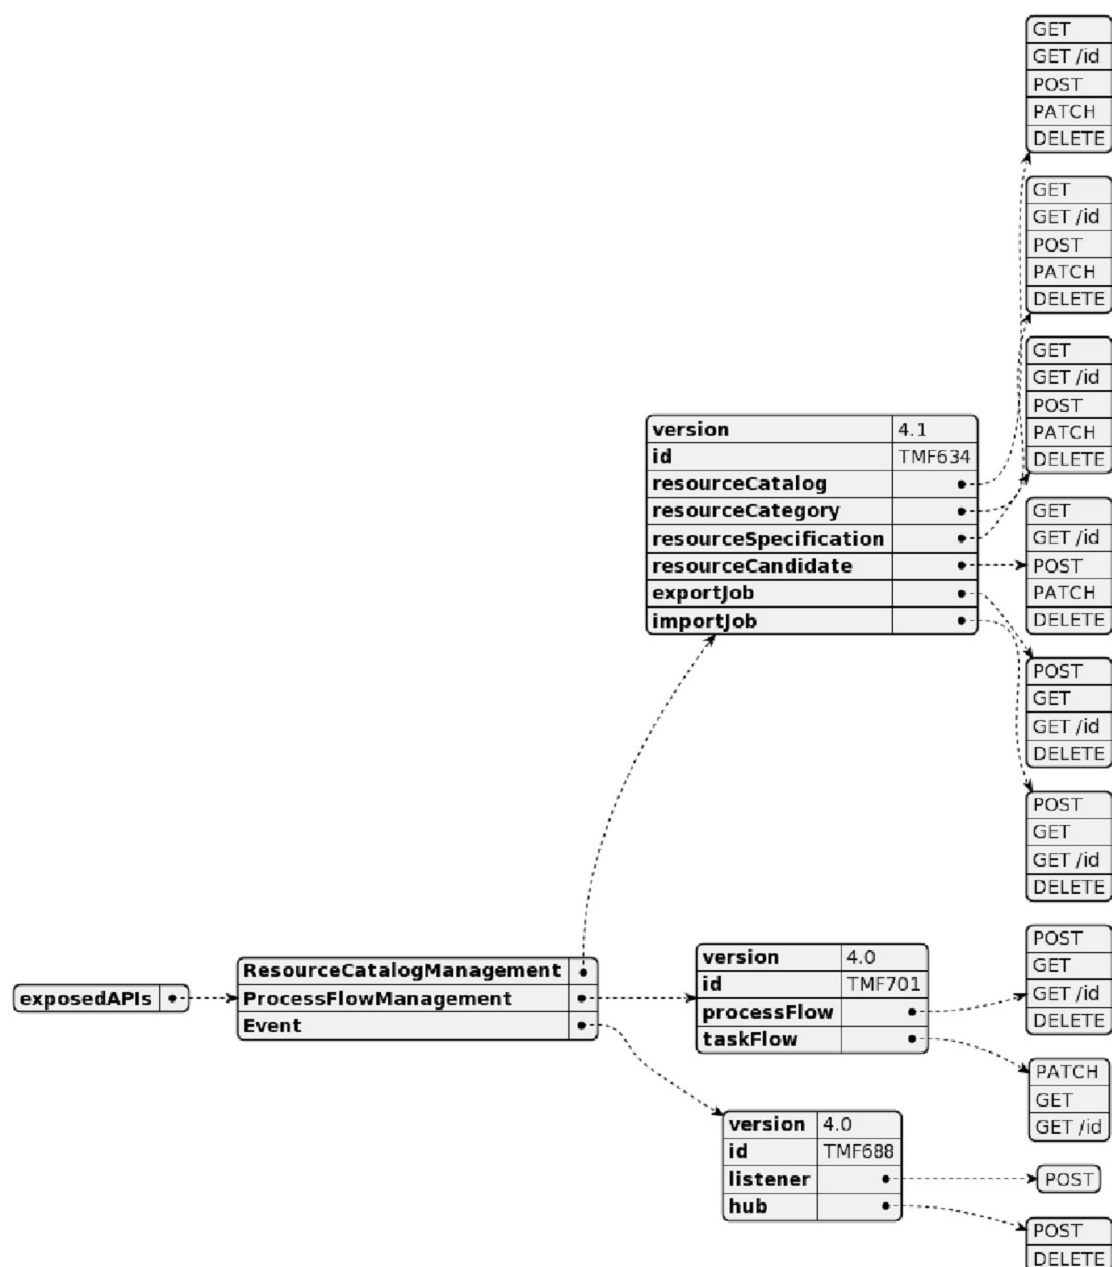 GET
GET /id
POST
PATCH
DELETE
GET
GET /id
POST
PATCH
DELETE
GET
GET /id
POST
PATCH
DELETE
version 4.1
id TMF634
resourceCatalog
resourceCategory
resourceSpecification
resourceCandidate
exportJob
importJob
GET
GET /id
POST
PATCH
DELETE
POST
GET
GET /id
DELETE
POST
GET
GET /id
DELETE
exposedAPIs
ResourceCatalogManagement
ProcessFlowManagement
Event
version 4.0
id TMF701
processFlow
taskFlow
POST
GET
GET /id
DELETE
PATCH
GET
GET /id
version 4.0
id TMF688
listener
hub
POST
POST
DELETE